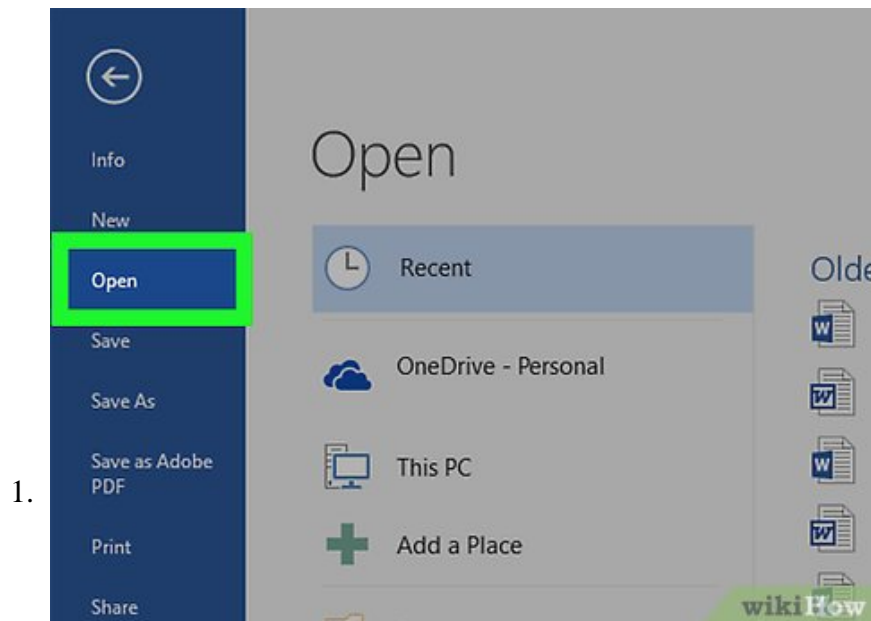 Info
New
Open
Save
Save As
Save as Adobe
PDF
Print
Share
Open
Recent
OneDrive - Personal
This PC
Add a Place
Olde
W
W
W
W
1.
wikiHow